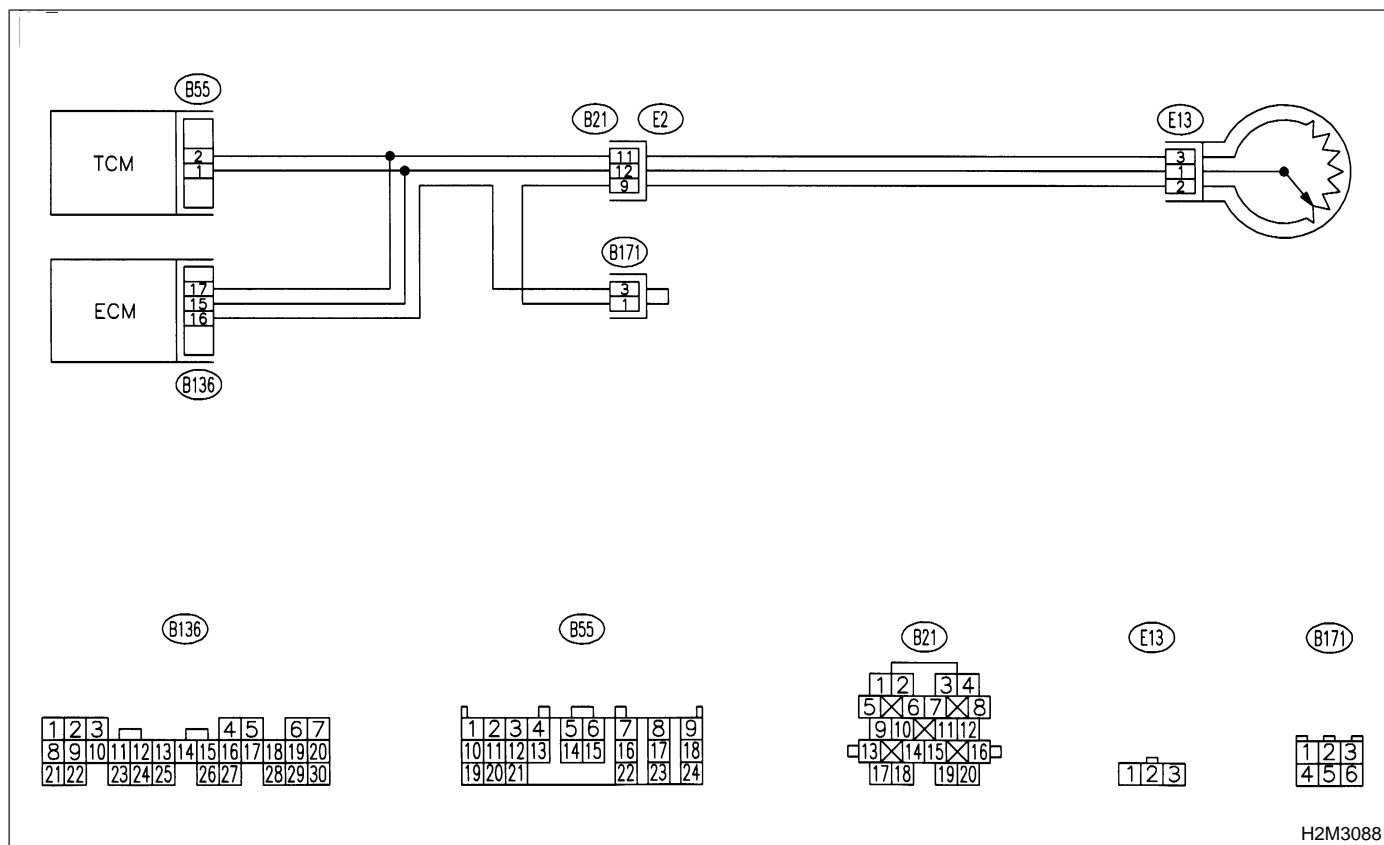 B55
TCM
2
1
B21
E2
11
12
9
E13
3
1
2
B171
3
1
ECM
17
15
16
B136
B136
1 2 3 4 5 6 7
8 9 10 11 12 13 14 15 16 17 18 19 20
21 22 23 24 25 26 27 28 29 30
B55
1 2 3 4 5 6 7 8 9
10 11 12 13 14 15 16 17 18
19 20 21 22 23 24
B21
1 2 3 4
5 6 7 8
9 10 11 12
13 14 15 16
17 18 19 20
E13
1 2 3
B171
1 2 3
4 5 6
H2M3088